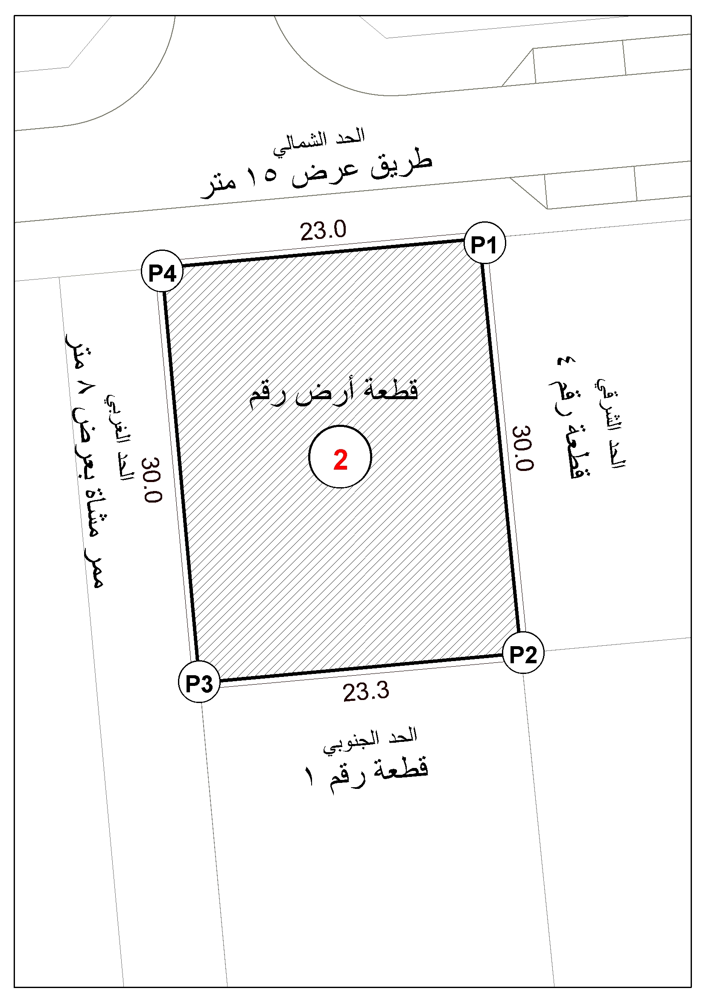 الحد الشمالي
طريق عرض ١٥ متر
23.0
P1
P4
قطعة أرض رقم
2
الحد الشرقي
قطعة رقم ٤
30.0
الحد الغربي
ممر مشاة بعرض ٨ متر
30.0
P2
P3
23.3
الحد الجنوبي
قطعة رقم ١